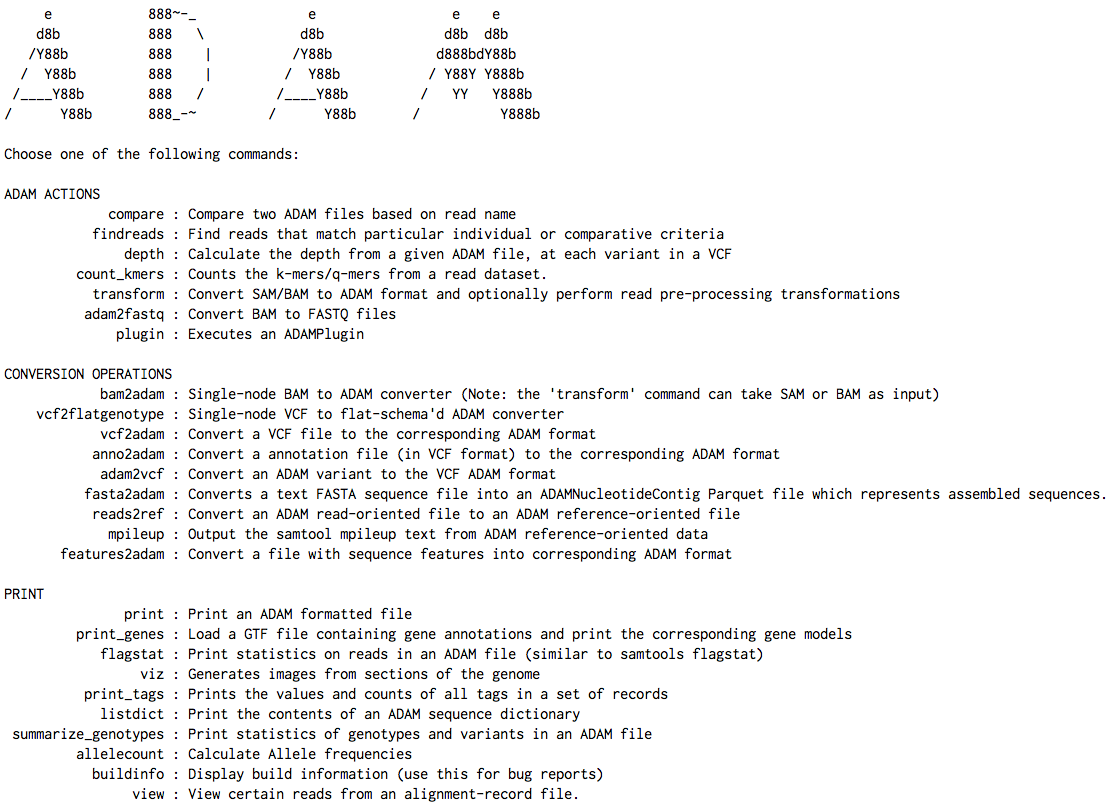 e            888~-_              e                 e    e
    d8b           888   \            d8b               d8b  d8b
   /Y88b          888    |          /Y88b             d888bdY88b
  /  Y88b         888    |         /  Y88b           / Y88Y Y888b
 /____Y88b        888   /         /____Y88b         /   YY   Y888b
/      Y88b       888_-~         /      Y88b       /          Y888b

Choose one of the following commands:

ADAM ACTIONS
             compare : Compare two ADAM files based on read name
           findreads : Find reads that match particular individual or comparative criteria
               depth : Calculate the depth from a given ADAM file, at each variant in a VCF
         count_kmers : Counts the k-mers/q-mers from a read dataset.
           transform : Convert SAM/BAM to ADAM format and optionally perform read pre-processing transformations
          adam2fastq : Convert BAM to FASTQ files
              plugin : Executes an ADAMPlugin

CONVERSION OPERATIONS
            bam2adam : Single-node BAM to ADAM converter (Note: the 'transform' command can take SAM or BAM as input)
    vcf2flatgenotype : Single-node VCF to flat-schema'd ADAM converter
            vcf2adam : Convert a VCF file to the corresponding ADAM format
           anno2adam : Convert a annotation file (in VCF format) to the corresponding ADAM format
            adam2vcf : Convert an ADAM variant to the VCF ADAM format
          fasta2adam : Converts a text FASTA sequence file into an ADAMNucleotideContig Parquet file which represents assembled sequences.
           reads2ref : Convert an ADAM read-oriented file to an ADAM reference-oriented file
             mpileup : Output the samtool mpileup text from ADAM reference-oriented data
       features2adam : Convert a file with sequence features into corresponding ADAM format

PRINT
               print : Print an ADAM formatted file
         print_genes : Load a GTF file containing gene annotations and print the corresponding gene models
            flagstat : Print statistics on reads in an ADAM file (similar to samtools flagstat)
                 viz : Generates images from sections of the genome
          print_tags : Prints the values and counts of all tags in a set of records
            listdict : Print the contents of an ADAM sequence dictionary
 summarize_genotypes : Print statistics of genotypes and variants in an ADAM file
         allelecount : Calculate Allele frequencies
           buildinfo : Display build information (use this for bug reports)
                view : View certain reads from an alignment-record file.